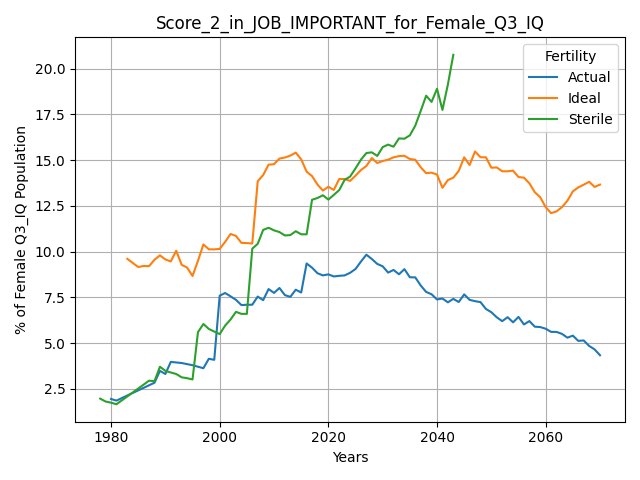 Score_2_in_JOB_IMPORTANT_for_Female_Q3_IQ
% of Female Q3_IQ Population
20.0
17.5
15.0
12.5
10.0
7.5
5.0
2.5
Fertility
Actual
Ideal
Sterile
1980
2000
2020
2040
2060
Years